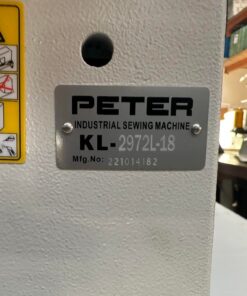 PETER
INDUSTRIAL SEWING MACHINE
KL-2972L-18
Mfg.No: 221014182